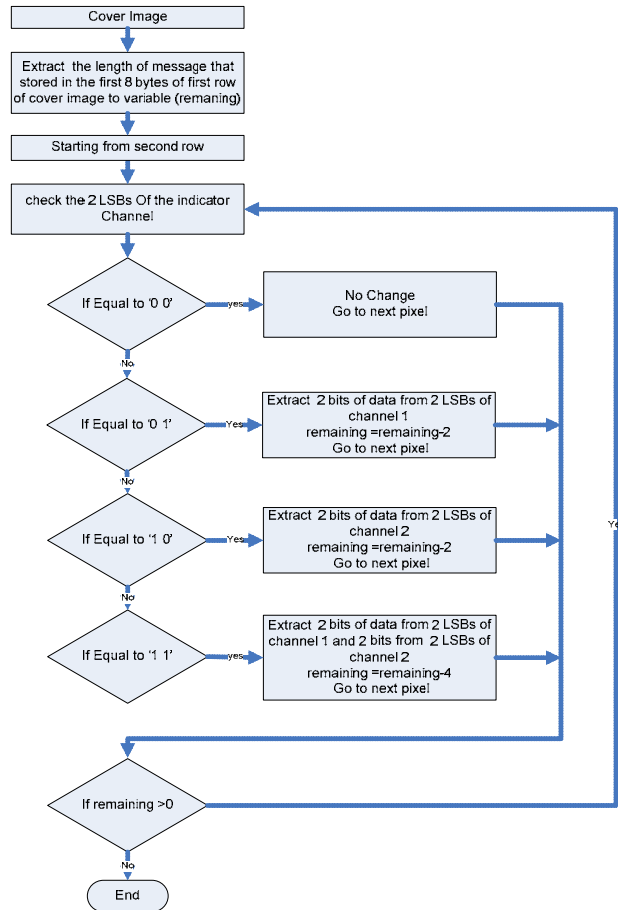 Cover Image
Extract the length of message that
stored in the first 8 bytes of first row
of cover image to variable (remaning)
Starting from second row
check the 2 LSBs Of the indicator
Channel
If Equal to ‘0 0’
yes
No Change
Go to next pixel
No
If Equal to ‘0 1’
Yes
Extract 2 bits of data from 2 LSBs of
channel 1
remaining =remaining-2
Go to next pixel
No
If Equal to ‘1 0’
Yes
Extract 2 bits of data from 2 LSBs of
channel 2
remaining =remaining-2
Go to next pixel
No
If Equal to ‘1 1’
yes
Extract 2 bits of data from 2 LSBs of
channel 1 and 2 bits from 2 LSBs of
channel 2
remaining =remaining-4
Go to next pixel
Ye
If remaining >0
No
End